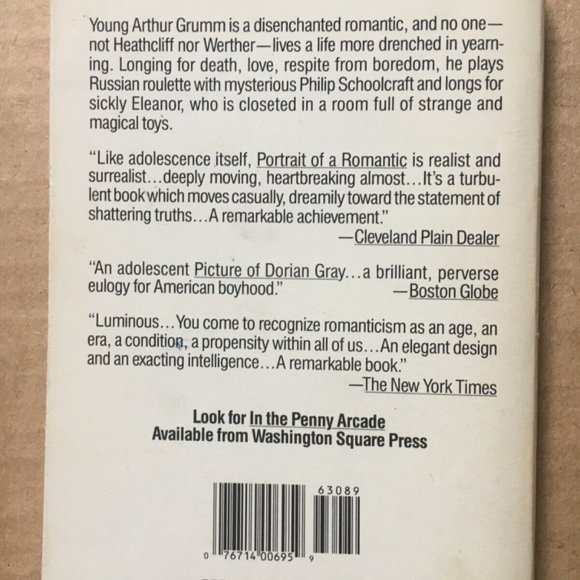 Young Arthur Grumm is a disenchanted romantic, and no one—
not Heathcliff nor Werther—lives a life more drenched in yearn-
ing. Longing for death, love, respite from boredom, he plays
Russian roulette with mysterious Philip Schoolcraft and longs for
sickly Eleanor, who is closeted in a room full of strange and
magical toys.
“Like adolescence itself, Portrait of a Romantic is realist and
surrealist...deeply moving, heartbreaking almost...It’s a turbu-
lent book which moves casually, dreamily toward the statement of
shattering truths...A remarkable achievement.”
—Cleveland Plain Dealer
“An adolescent Picture of Dorian Gray...a brilliant, perverse
eulogy for American boyhood.” —Boston Globe
“Luminous...You come to recognize romanticism as an age, an
era, a condition, a propensity within all of us...An elegant design
and an exacting intelligence...A remarkable book.”
—The New York Times
Look for In the Penny Arcade
Available from Washington Square Press
63089
0 76714 00695 9